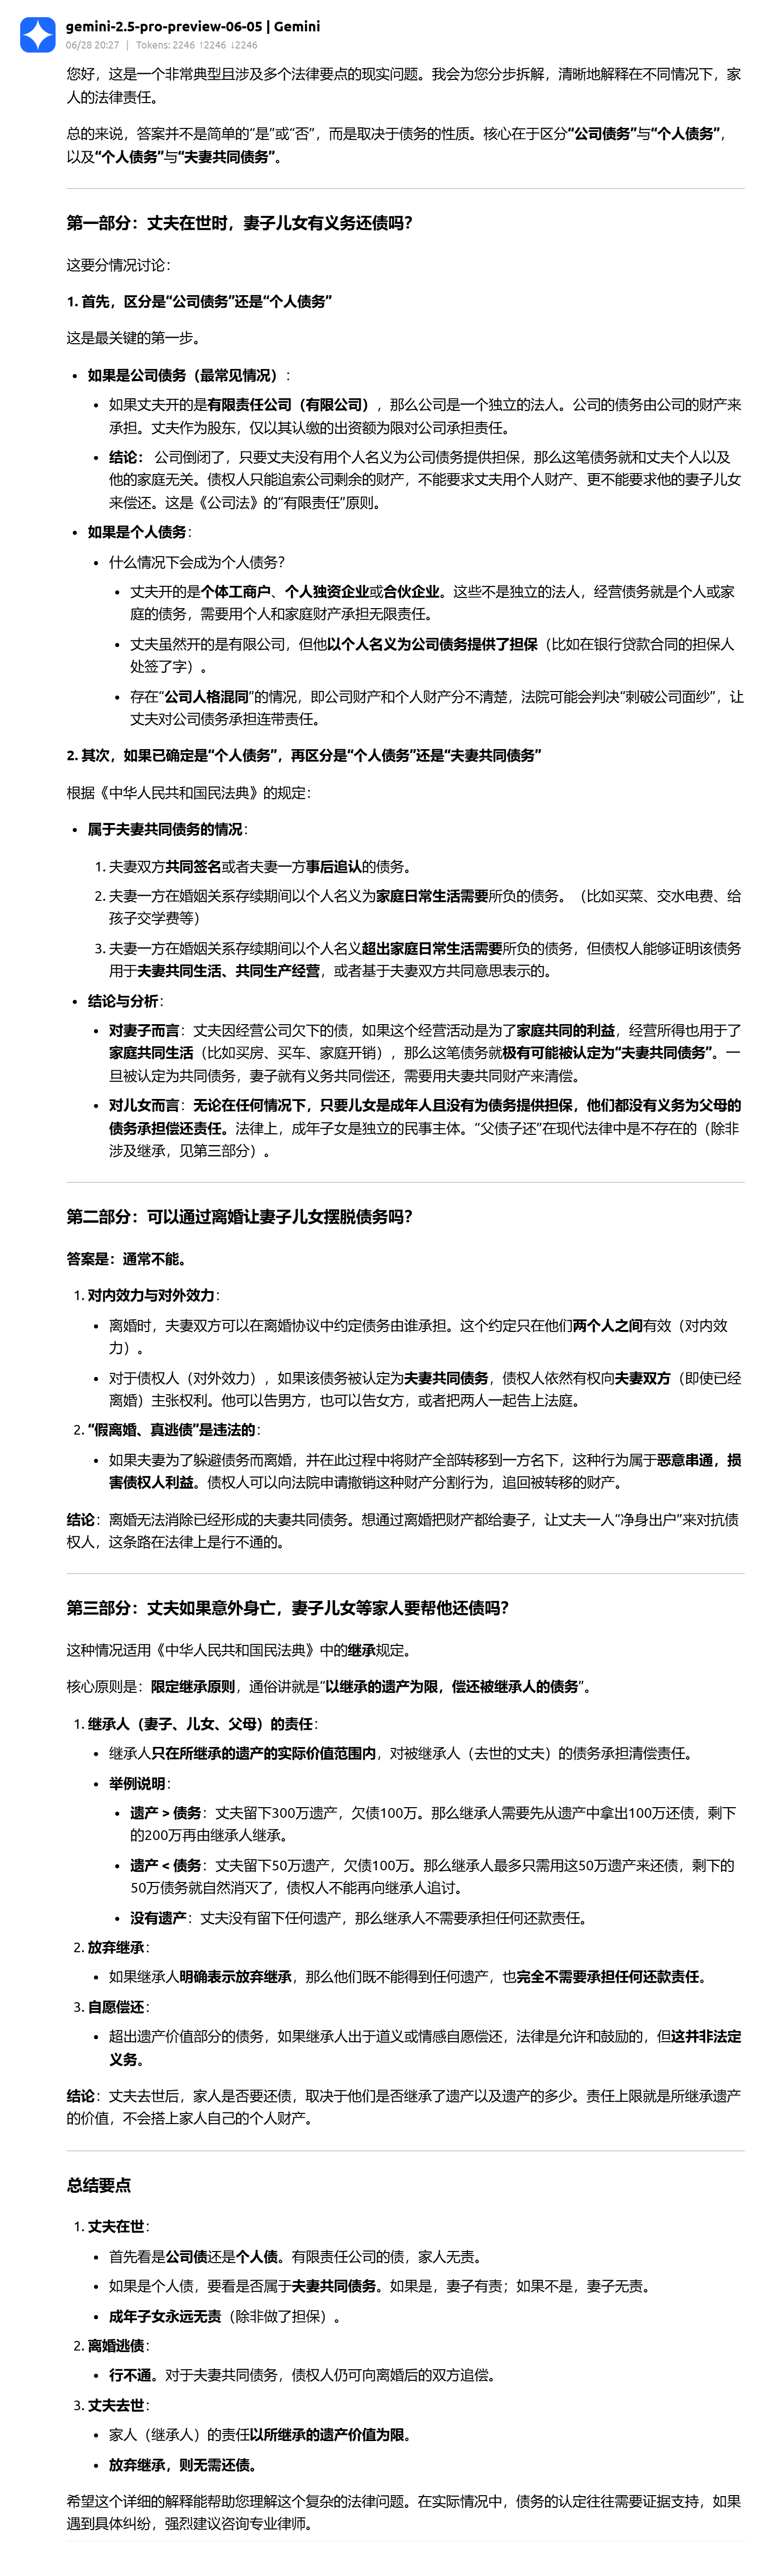 gemini-2.5-pro-preview-06-05 | Gemini
06/28 20:27 | Tokens: 2246 ↑2246 ↓2246
您好，这是一个非常典型且涉及多个法律要点的现实问题。我会为您分步拆解，清晰地解释在不同情况下，家
人的法律责任。
总的来说，答案并不是简单的“是”或“否”，而是取决于债务的性质。核心在于区分“公司债务”与“个人债务”，
以及“个人债务”与“夫妻共同债务”。
第一部分：丈夫在世时，妻子儿女有义务还债吗？
这要分情况讨论：
1. 首先，区分是“公司债务”还是“个人债务”
这是最关键的第一步。
• 如果是公司债务（最常见情况）：
• 如果丈夫开的是有限责任公司（有限公司），那么公司是一个独立的法人。公司的债务由公司的财产来
承担。丈夫作为股东，仅以其认缴的出资额为限对公司承担责任。
• 结论： 公司倒闭了，只要丈夫没有用个人名义为公司债务提供担保，那么这笔债务就和丈夫个人以及
他的家庭无关。债权人只能追索公司剩余的财产，不能要求丈夫用个人财产、更不能要求他的妻子儿女
来偿还。这是《公司法》的“有限责任”原则。
• 如果是个人债务：
• 什么情况下会成为个人债务？
• 丈夫开的是个体工商户、个人独资企业或合伙企业。这些不是独立的法人，经营债务就是个人或家
庭的债务，需要用个人和家庭财产承担无限责任。
• 丈夫虽然开的是有限公司，但他以个人名义为公司债务提供了担保（比如在银行贷款合同的担保人
处签了字）。
• 存在“公司人格混同”的情况，即公司财产和个人财产分不清楚，法院可能会判决“刺破公司面纱”，让
丈夫对公司债务承担连带责任。
2. 其次，如果已确定是“个人债务”，再区分是“个人债务”还是“夫妻共同债务”
根据《中华人民共和国民法典》的规定：
• 属于夫妻共同债务的情况：
1. 夫妻双方共同签名或者夫妻一方事后追认的债务。
2. 夫妻一方在婚姻关系存续期间以个人名义为家庭日常生活需要所负的债务。（比如买菜、交水电费、给
孩子交学费等）
3. 夫妻一方在婚姻关系存续期间以个人名义超出家庭日常生活需要所负的债务，但债权人能够证明该债务
用于夫妻共同生活、共同生产经营，或者基于夫妻双方共同意思表示的。
• 结论与分析：
• 对妻子而言：丈夫因经营公司欠下的债，如果这个经营活动是为了家庭共同的利益，经营所得也用于了
家庭共同生活（比如买房、买车、家庭开销），那么这笔债务就极有可能被认定为“夫妻共同债务”。一
旦被认定为共同债务，妻子就有义务共同偿还，需要用夫妻共同财产来清偿。
• 对儿女而言：无论在任何情况下，只要儿女是成年人且没有为债务提供担保，他们都没有义务为父母的
债务承担偿还责任。法律上，成年子女是独立的民事主体。“父债子还”在现代法律中是不存在的（除非
涉及继承，见第三部分）。
第二部分：可以通过离婚让妻子儿女摆脱债务吗？
答案是：通常不能。
1. 对内效力与对外效力：
• 离婚时，夫妻双方可以在离婚协议中约定债务由谁承担。这个约定只在他们两个人之间有效（对内效
力）。
• 对于债权人（对外效力），如果该债务被认定为夫妻共同债务，债权人依然有权向夫妻双方（即使已经
离婚）主张权利。他可以告男方，也可以告女方，或者把两人一起告上法庭。
2. “假离婚、真逃债”是违法的：
• 如果夫妻为了躲避债务而离婚，并在此过程中将财产全部转移到一方名下，这种行为属于恶意串通，损
害债权人利益。债权人可以向法院申请撤销这种财产分割行为，追回被转移的财产。
结论：离婚无法消除已经形成的夫妻共同债务。想通过离婚把财产都给妻子，让丈夫一人“净身出户”来对抗债
权人，这条路在法律上是行不通的。
第三部分：丈夫如果意外身亡，妻子儿女等家人要帮他还债吗？
这种情况适用《中华人民共和国民法典》中的继承规定。
核心原则是：限定继承原则，通俗讲就是“以继承的遗产为限，偿还被继承人的债务”。
1. 继承人（妻子、儿女、父母）的责任：
• 继承人只在所继承的遗产的实际价值范围内，对被继承人（去世的丈夫）的债务承担清偿责任。
• 举例说明：
• 遗产 > 债务：丈夫留下300万遗产，欠债100万。那么继承人需要先从遗产中拿出100万还债，剩下
的200万再由继承人继承。
• 遗产 < 债务：丈夫留下50万遗产，欠债100万。那么继承人最多只需用这50万遗产来还债，剩下的
50万债务就自然消灭了，债权人不能再向继承人追讨。
• 没有遗产：丈夫没有留下任何遗产，那么继承人不需要承担任何还款责任。
2. 放弃继承：
• 如果继承人明确表示放弃继承，那么他们既不能得到任何遗产，也完全不需要承担任何还款责任。
3. 自愿偿还：
• 超出遗产价值部分的债务，如果继承人出于道义或情感自愿偿还，法律是允许和鼓励的，但这并非法定
义务。
结论：丈夫去世后，家人是否要还债，取决于他们是否继承了遗产以及遗产的多少。责任上限就是所继承遗产
的价值，不会搭上家人自己的个人财产。
总结要点
1. 丈夫在世：
• 首先看是公司债还是个人债。有限责任公司的债，家人无责。
• 如果是个人债，要看是否属于夫妻共同债务。如果是，妻子有责；如果不是，妻子无责。
• 成年子女永远无责（除非做了担保）。
2. 离婚逃债：
• 行不通。对于夫妻共同债务，债权人仍可向离婚后的双方追偿。
3. 丈夫去世：
• 家人（继承人）的责任以所继承的遗产价值为限。
• 放弃继承，则无需还债。
希望这个详细的解释能帮助您理解这个复杂的法律问题。在实际情况中，债务的认定往往需要证据支持，如果
遇到具体纠纷，强烈建议咨询专业律师。